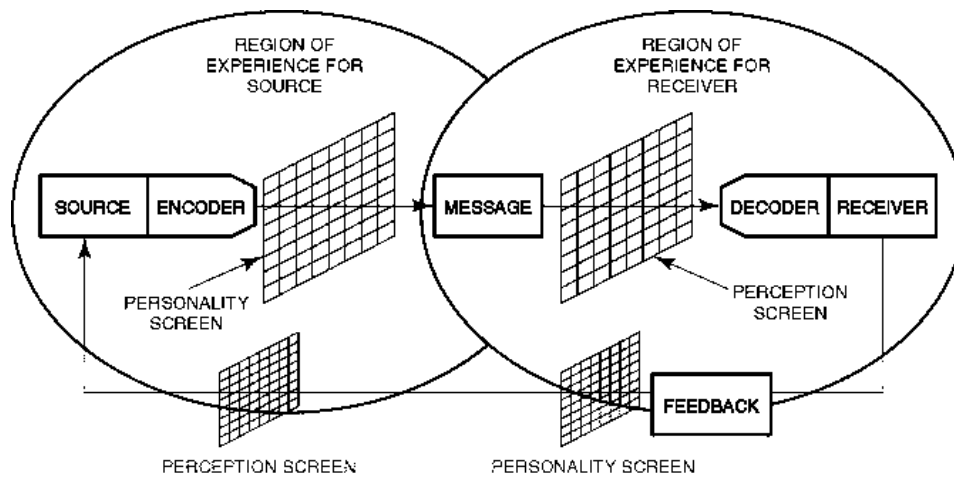 REGION OF
EXPERIENCE FOR
SOURCE
REGION OF
EXPERIENCE FOR
RECEIVER
SOURCE
ENCODER
MESSAGE
DECODER
RECEIVER
PERSONALITY
SCREEN
PERCEPTION
SCREEN
FEEDBACK
PERCEPTION SCREEN
PERSONALITY SCREEN